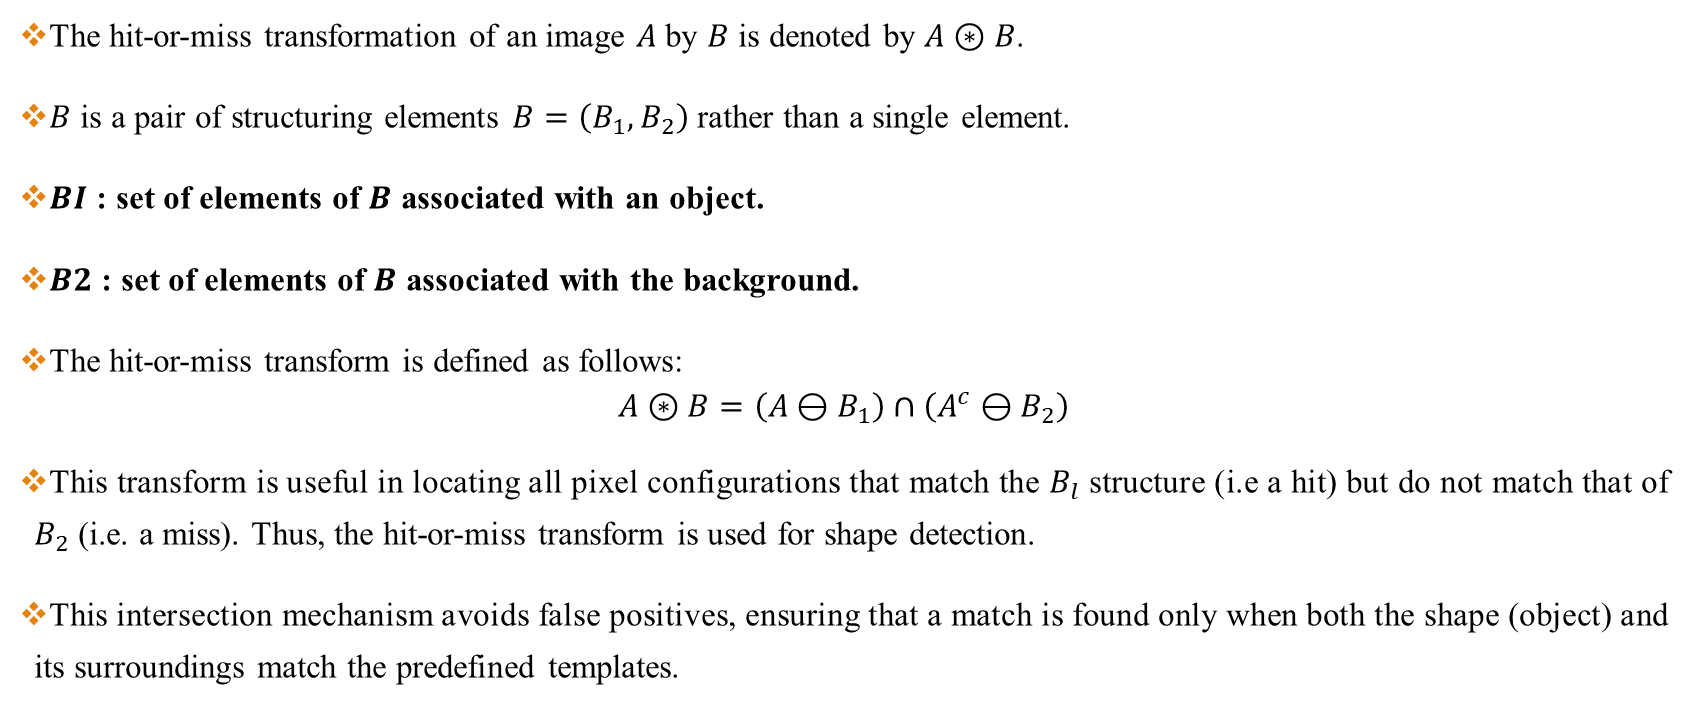 ❖The hit-or-miss transformation of an image A by B is denoted by A ⊛ B.
❖B is a pair of structuring elements B = (B₁, B₂) rather than a single element.
❖BI : set of elements of B associated with an object.
❖B2 : set of elements of B associated with the background.
❖The hit-or-miss transform is defined as follows:
A ⊛ B = (A ⊖ B₁) ∩ (Aᶜ ⊖ B₂)
❖This transform is useful in locating all pixel configurations that match the Bₗ structure (i.e a hit) but do not match that of
B₂ (i.e. a miss). Thus, the hit-or-miss transform is used for shape detection.
❖This intersection mechanism avoids false positives, ensuring that a match is found only when both the shape (object) and
its surroundings match the predefined templates.